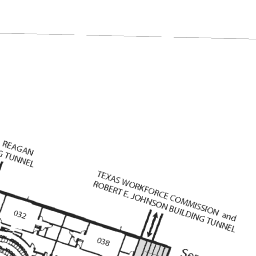 REAGAN
TUNNEL
TEXAS WORKFORCE COMMISSION and
ROBERT E. JOHNSON BUILDING TUNNEL
032
038